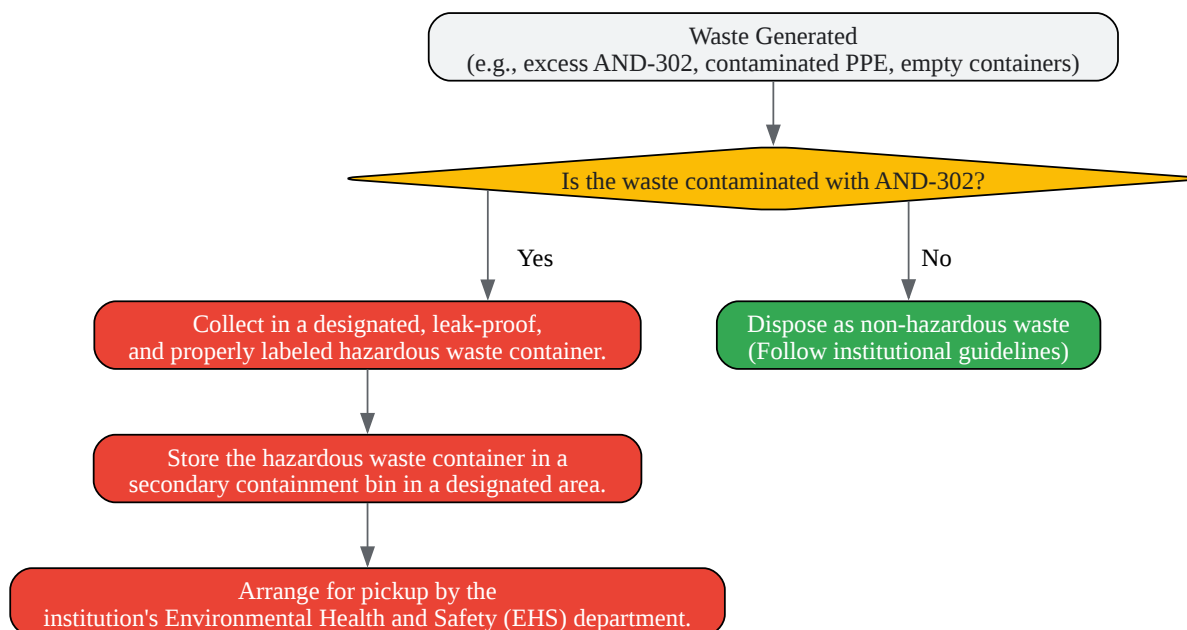 Waste Generated
(e.g., excess AND-302, contaminated PPE, empty containers)
Is the waste contaminated with AND-302?
Yes
No
Collect in a designated, leak-proof,
and properly labeled hazardous waste container.
Dispose as non-hazardous waste
(Follow institutional guidelines)
Store the hazardous waste container in a
secondary containment bin in a designated area.
Arrange for pickup by the
institution's Environmental Health and Safety (EHS) department.